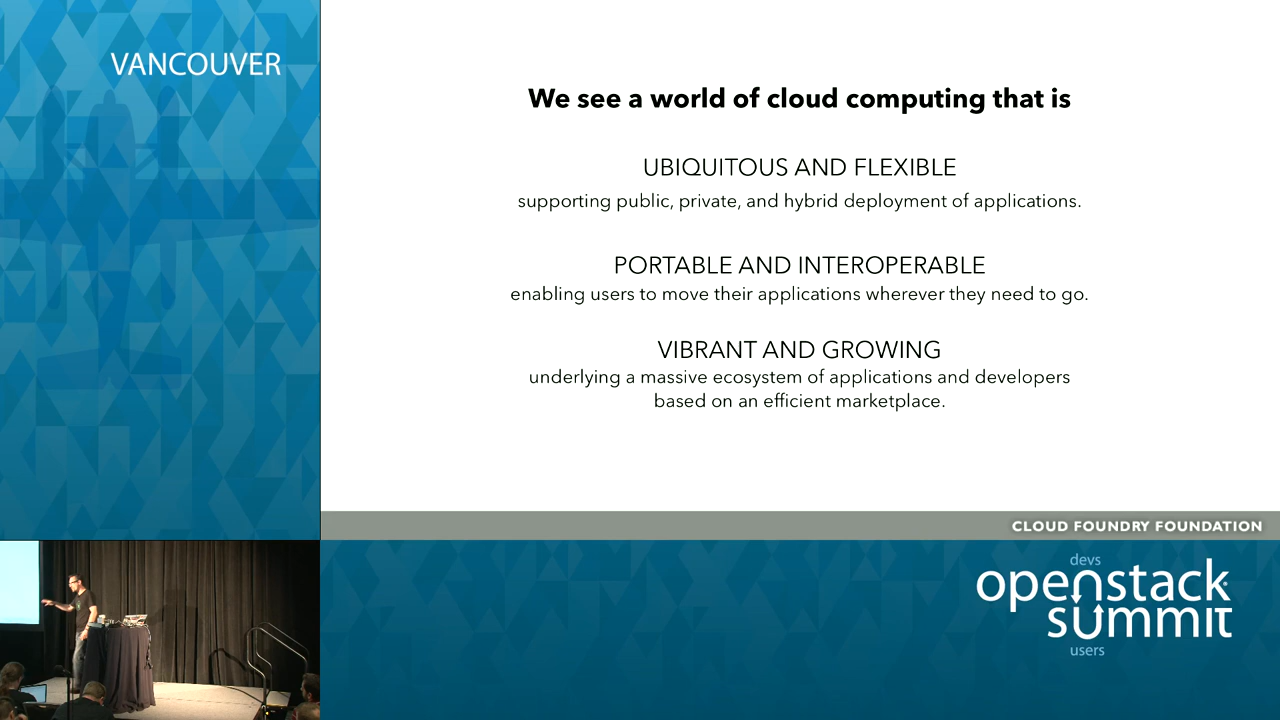 VANCOUVER
We see a world of cloud computing that is
UBIQUITOUS AND FLEXIBLE
supporting public, private, and hybrid deployment of applications.
PORTABLE AND INTEROPERABLE
enabling users to move their applications wherever they need to go.
VIBRANT AND GROWING
underlying a massive ecosystem of applications and developers
based on an efficient marketplace.
CLOUD FOUNDRY FOUNDATION
devs
openstack
summit
users